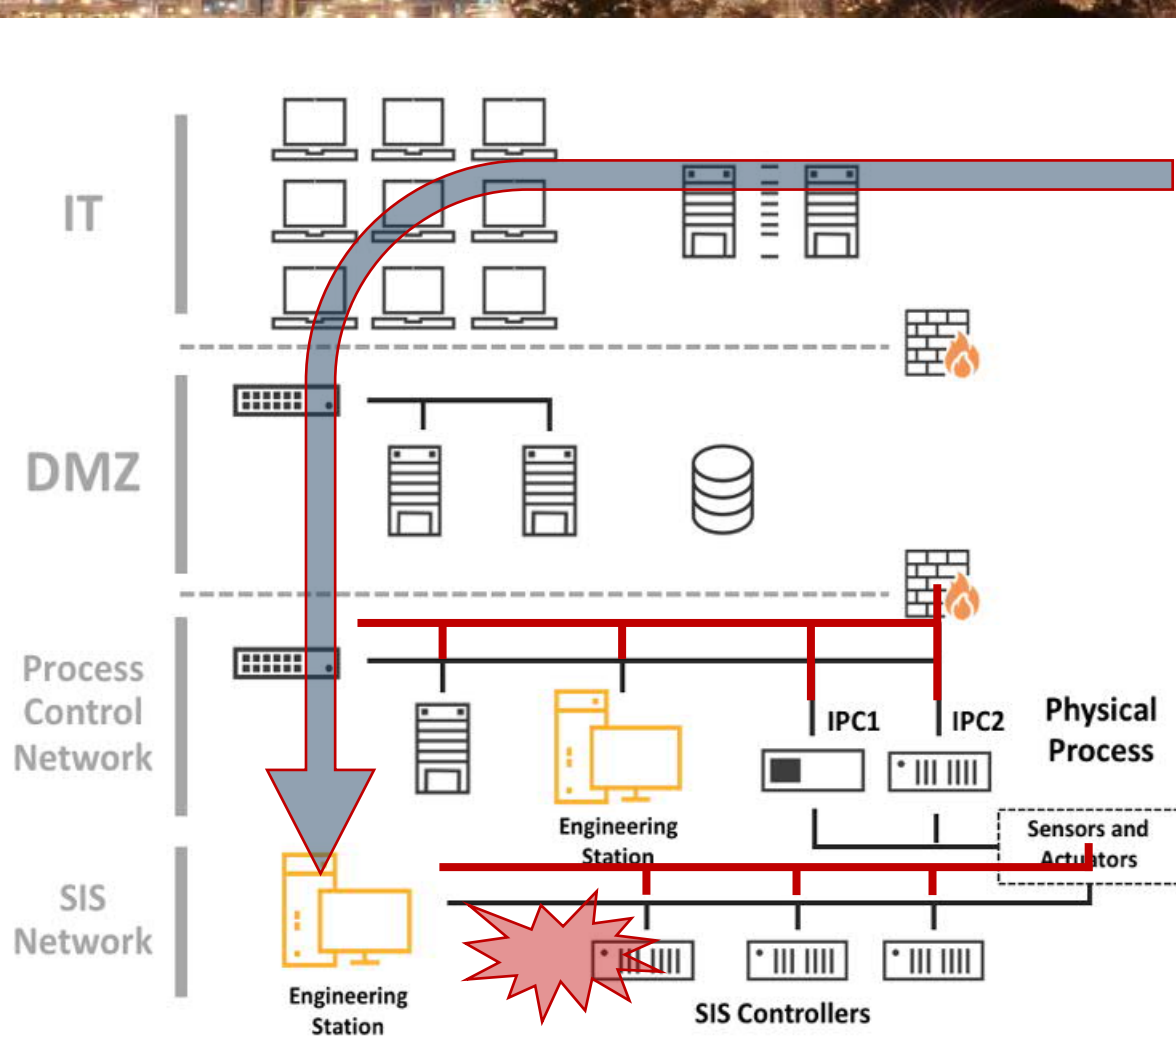 IT
DMZ
Process
Control
Network
IPC1
IPC2
Physical
Process
Engineering
Station
Sensors and
Actuators
SIS
Network
Engineering
Station
SIS Controllers